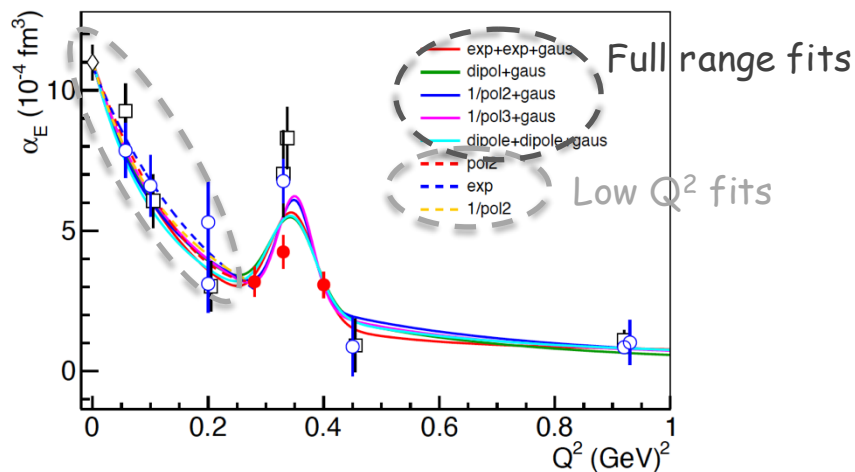 α_E (10⁻⁴ fm³)
10
5
0
exp+exp+gaus
dipol+gaus
1/pol2+gaus
1/pol3+gaus
dipole+dipole+gaus
pol2
exp
1/pol2
Full range fits
Low Q² fits
0 0.2 0.4 0.6 0.8 1
Q² (GeV)²